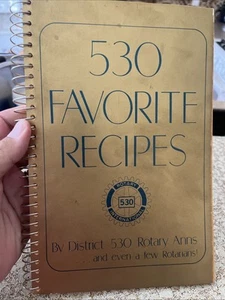 530
FAVORITE
RECIPES
ROTARY
530
INTERNATIONAL
By District 530 Rotary Anns
and even a few Rotarians!